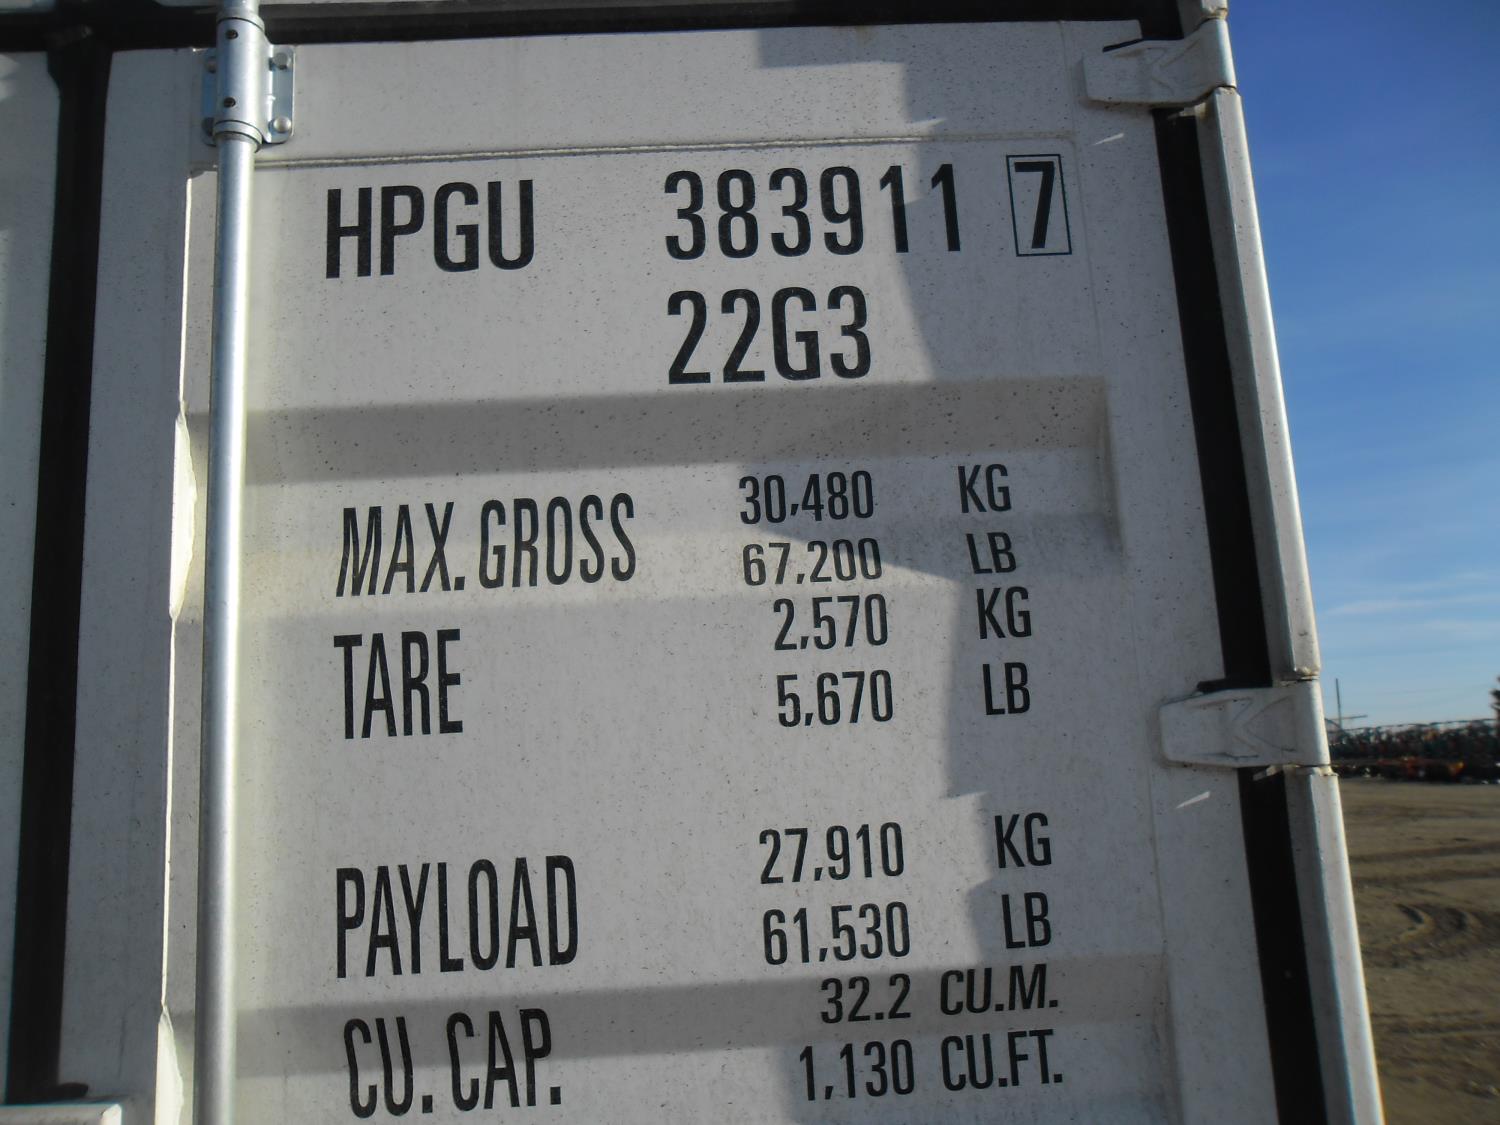 HPGU 383911 7
22G3
MAX. GROSS 30,480 KG
67,200 LB
TARE 2,570 KG
5,670 LB
PAYLOAD 27,910 KG
61,530 LB
CU. CAP. 32.2 CU.M.
1,130 CU.FT.